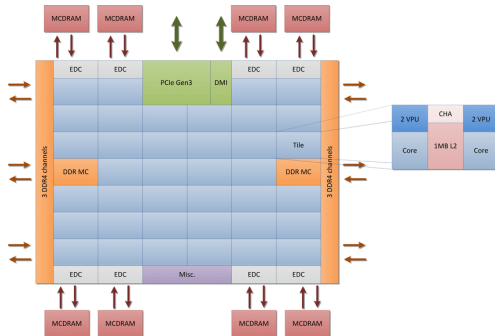 MCDRAM
MCDRAM
MCDRAM
MCDRAM
EDC
EDC
PCIe Gen3
DMI
EDC
EDC
3 DDR4 channels
3 DDR4 channels
Tile
DDR MC
DDR MC
2 VPU
CHA
2 VPU
Core
1MB L2
Core
EDC
EDC
Misc.
EDC
EDC
MCDRAM
MCDRAM
MCDRAM
MCDRAM